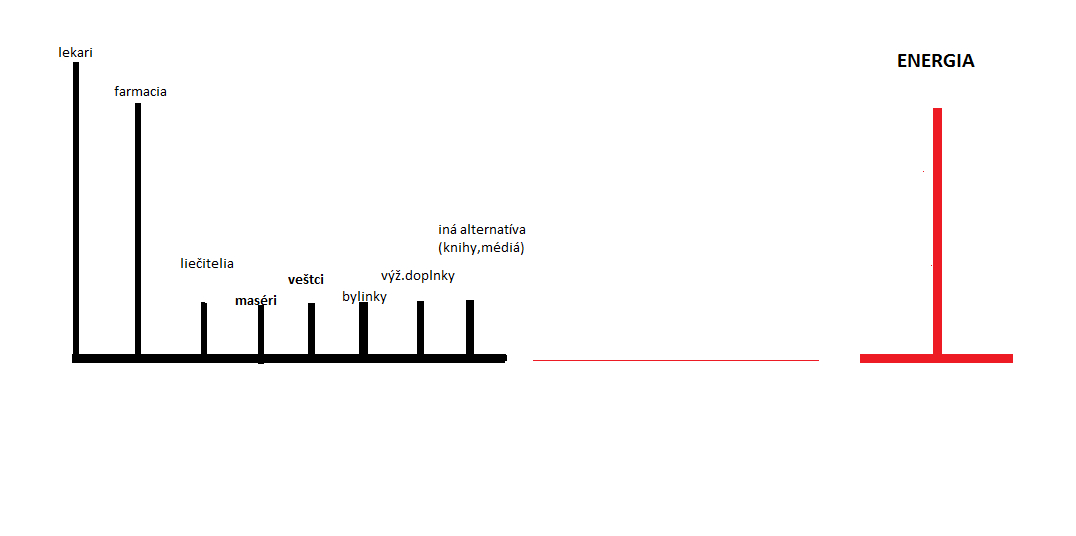 lekari
farmacia
liečitelia
maséri
veštci
bylinky
výž.doplnky
iná alternatíva
(knihy,médiá)
ENERGIA